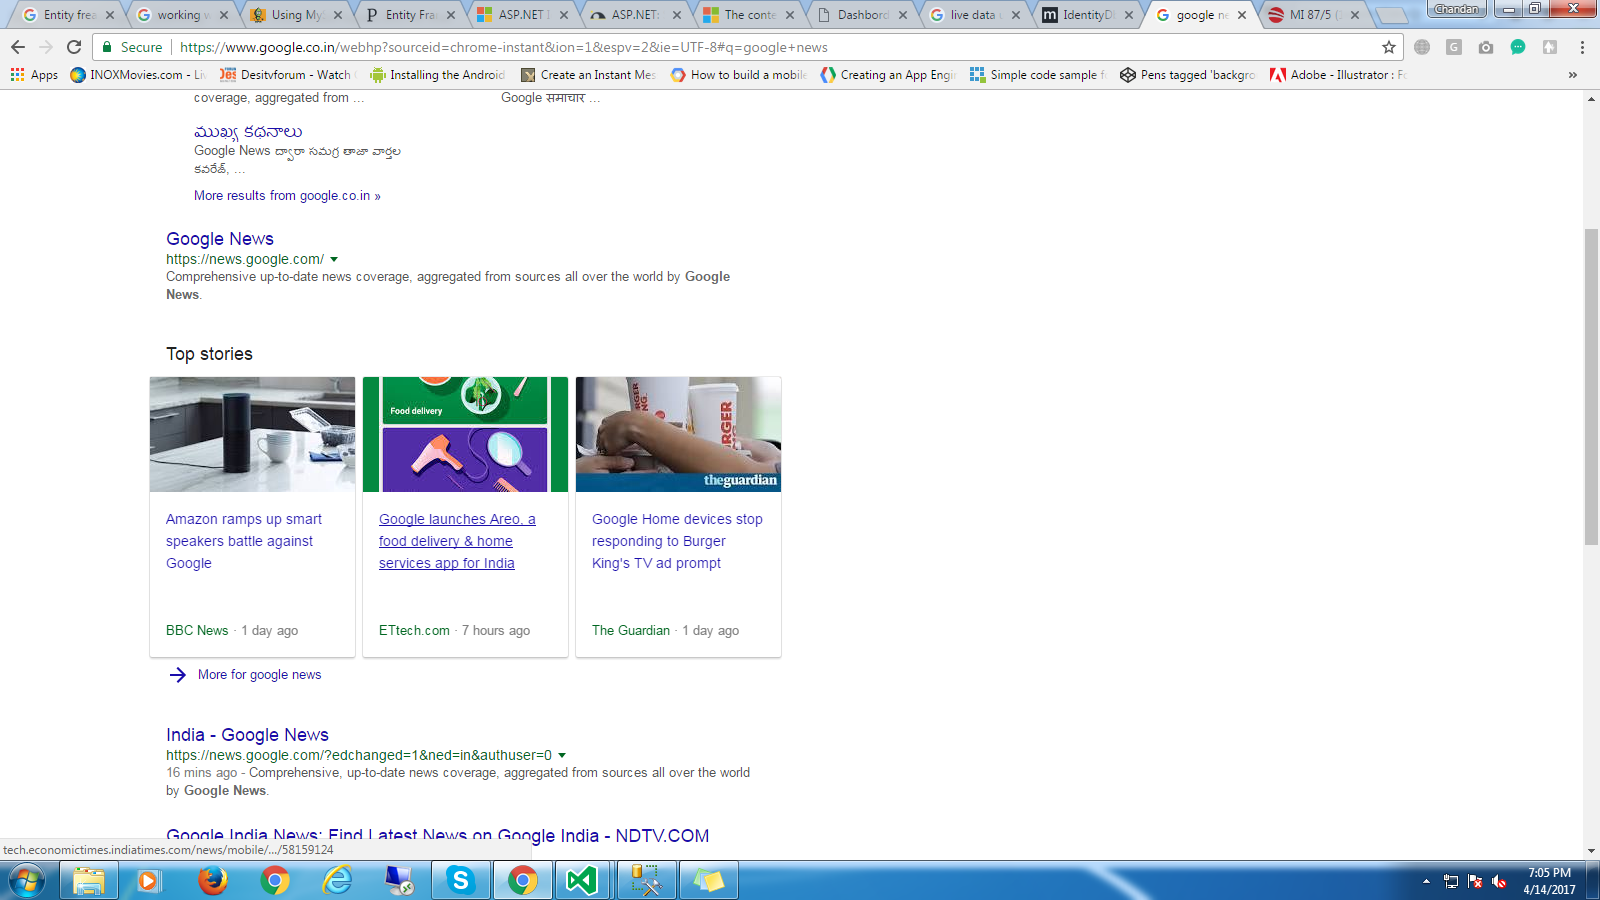 Entity frea
working w
Using My
Entity Fra
ASP.NET I
ASP.NET:
The conte
Dashbord
live data u
IdentityD
google ne
MI 87/5 (
Chandan
Secure
https://www.google.co.in/webhp?sourceid=chrome-instant&ion=1&espv=2&ie=UTF-8#q=google+news
Apps
INOXMovies.com - Li
Desitvforum - Watch
Installing the Android
Create an Instant Mes
How to build a mobile
Creating an App Engi
Simple code sample f
Pens tagged 'backgro
Adobe - Illustrator : Fo
coverage, aggregated from ...
Google समाचार ...
ముఖ్య కథనాలు
Google News ద్వారా సమగ్ర తాజా వార్తల
కవరేజ్, ...
More results from google.co.in »
Google News
https://news.google.com/
Comprehensive up-to-date news coverage, aggregated from sources all over the world by Google
News.
Top stories
Food delivery
BURGER
KING
theguardian
Amazon ramps up smart
speakers battle against
Google
BBC News · 1 day ago
Google launches Areo, a
food delivery & home
services app for India
ETtech.com · 7 hours ago
Google Home devices stop
responding to Burger
King's TV ad prompt
The Guardian · 1 day ago
More for google news
India - Google News
https://news.google.com/?edchanged=1&ned=in&authuser=0
16 mins ago - Comprehensive, up-to-date news coverage, aggregated from sources all over the world
by Google News.
Google India News: Find Latest News on Google India - NDTV.COM
tech.economictimes.indiatimes.com/news/mobile/.../58159124
7:05 PM
4/14/2017